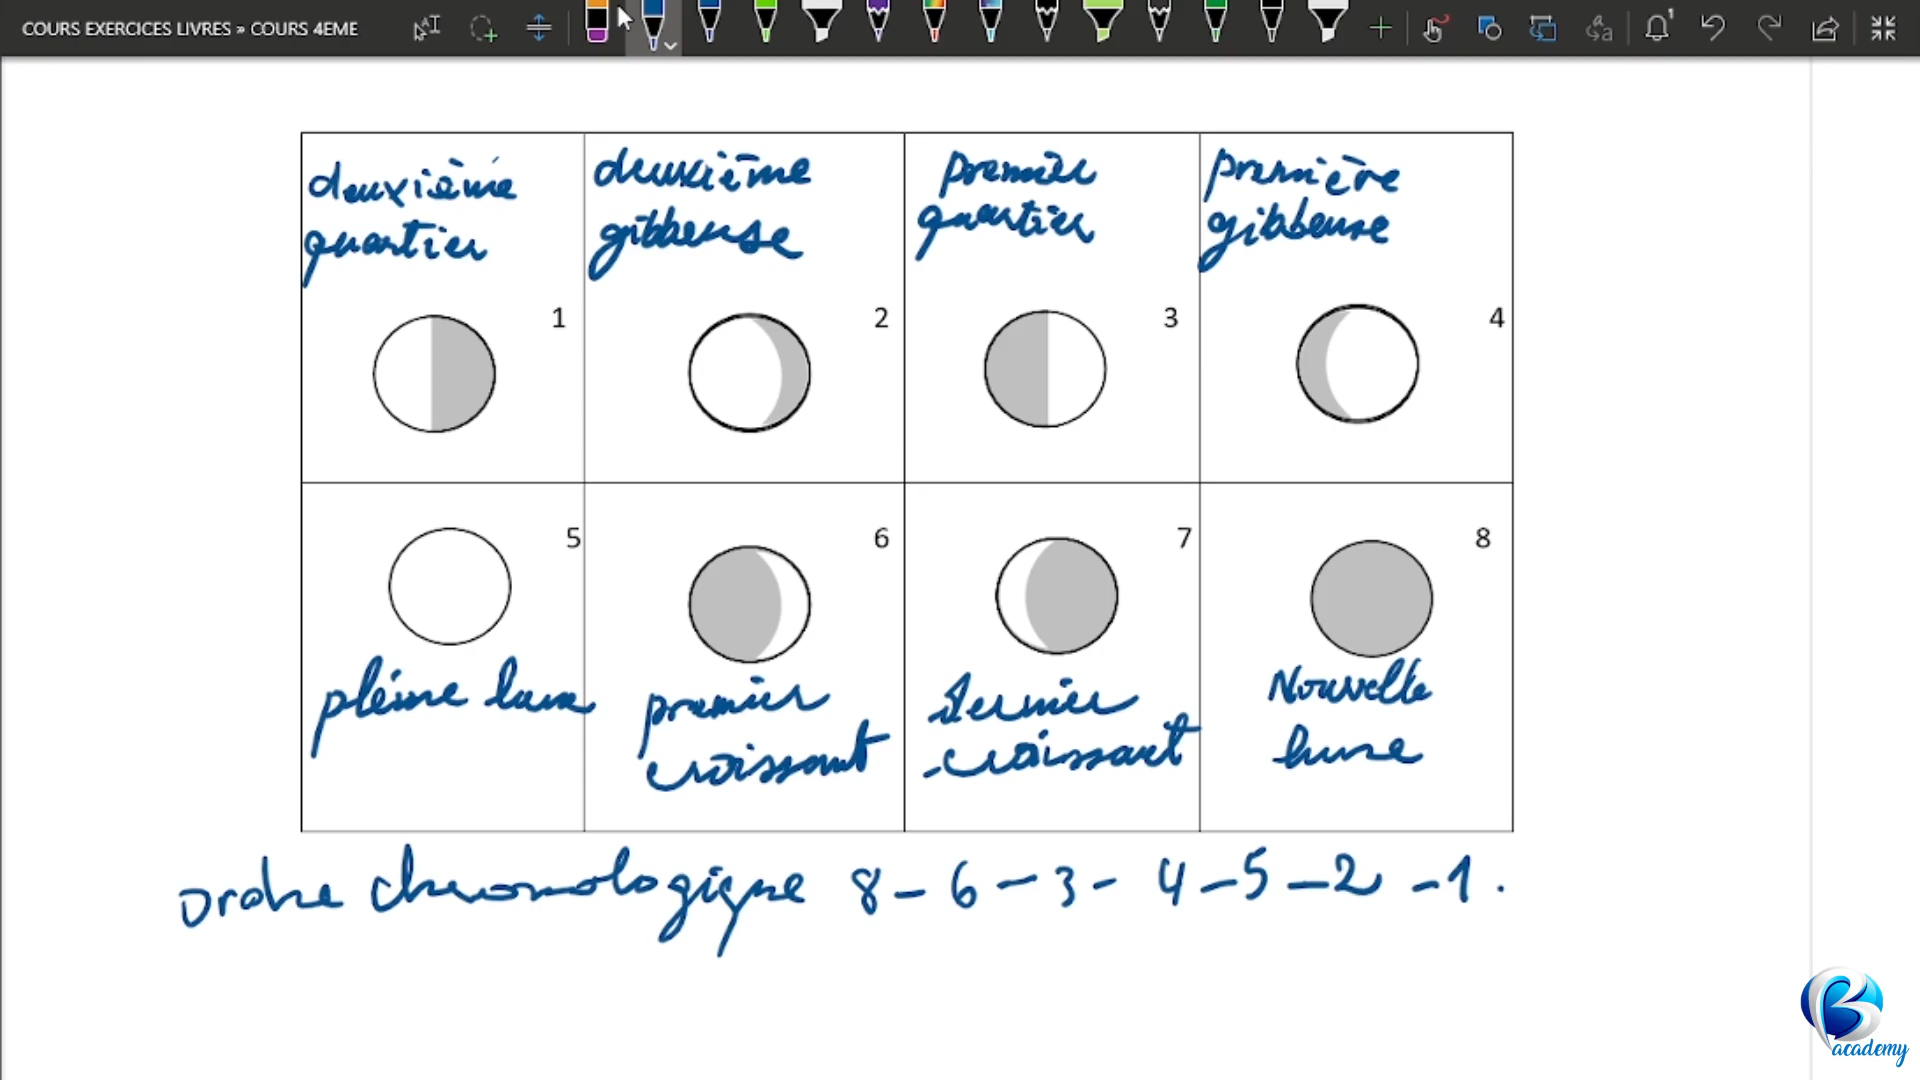 COURS EXERCICES LIVRES » COURS 4EME
deuxième
quartier
1
deuxième
gibbeuse
2
premier
quartier
3
première
gibbeuse
4
5
pléine lune
6
premier
croissant
7
Dernier
croissant
8
Nouvelle
lune
ordre chronologique 8 - 6 - 3 - 4 - 5 - 2 - 1 .
academy